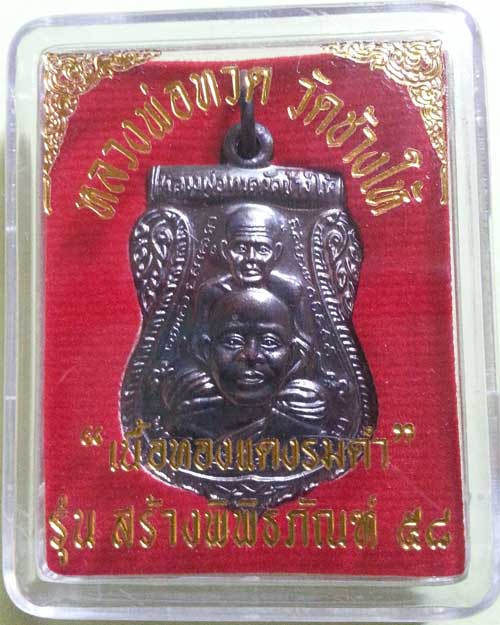 หลวงพ่อทวด วัดช้างให้
"เนื้อทองแดงรมดำ"
รุ่น สร้างพิพิธภัณฑ์ ๕๘